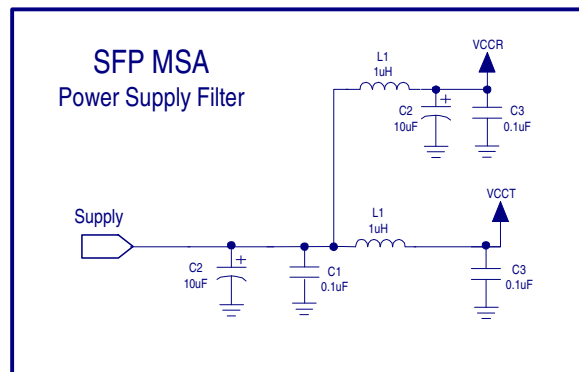 SFP MSA
Power Supply Filter
L1
1uH
VCCR
C2
10uF
+
C3
0.1uF
Supply
L1
1uH
VCCT
C2
10uF
+
C1
0.1uF
C3
0.1uF